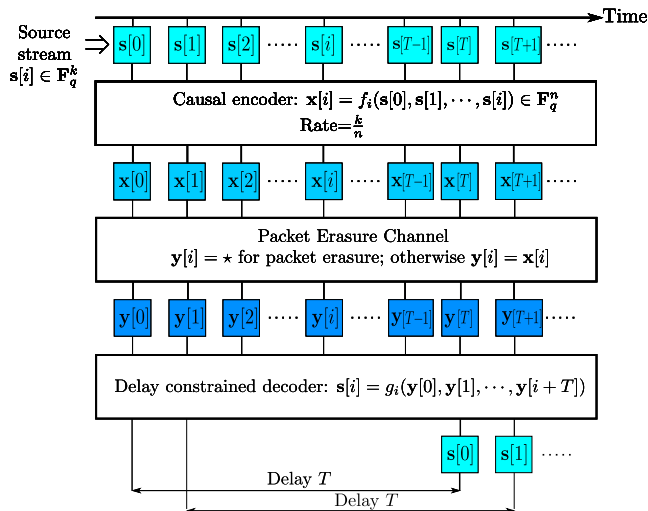 Time
Source
stream
s[i] ∈ F_q^k
s[0] s[1] s[2] ····· s[i] ····· s[T−1] s[T] s[T+1] ·····
Causal encoder: x[i] = f_i(s[0], s[1], ···, s[i]) ∈ F_q^n
Rate=k/n
x[0] x[1] x[2] ····· x[i] ····· x[T−1] x[T] x[T+1] ·····
Packet Erasure Channel
y[i] = ⋆ for packet erasure; otherwise y[i] = x[i]
y[0] y[1] y[2] ····· y[i] ····· y[T−1] y[T] y[T+1] ·····
Delay constrained decoder: s[i] = g_i(y[0], y[1], ···, y[i + T])
s[0] s[1] ·····
Delay T
Delay T